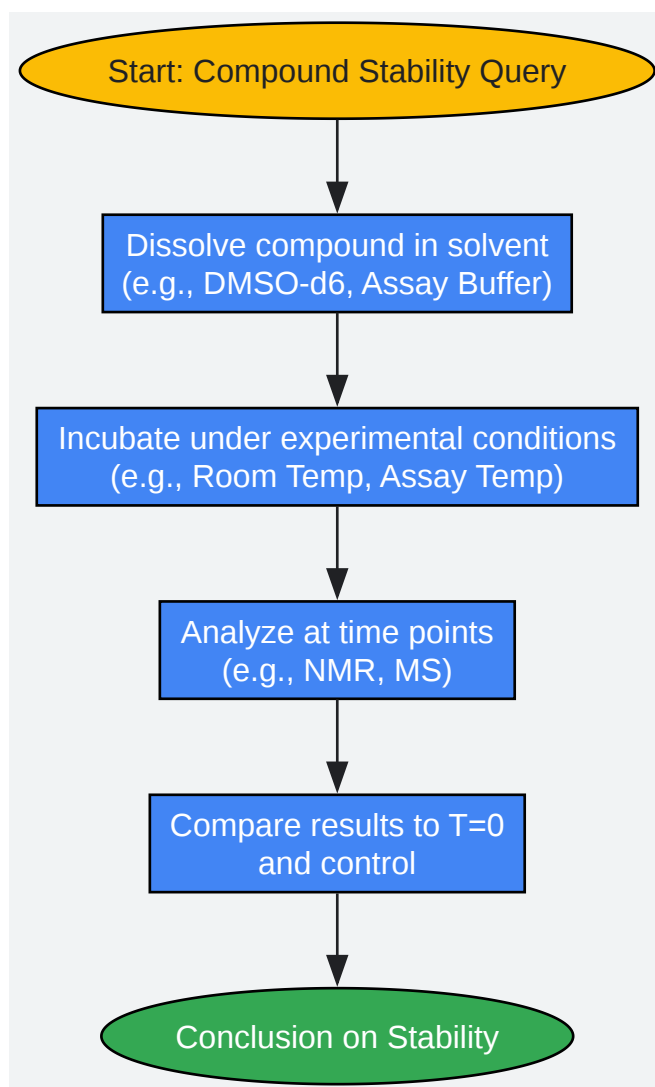 Start: Compound Stability Query
Dissolve compound in solvent
(e.g., DMSO-d6, Assay Buffer)
Incubate under experimental conditions
(e.g., Room Temp, Assay Temp)
Analyze at time points
(e.g., NMR, MS)
Compare results to T=0
and control
Conclusion on Stability